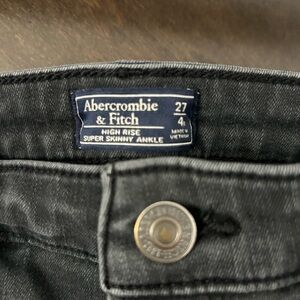 Abercrombie
& Fitch
27
4
HIGH RISE
SUPER SKINNY ANKLE
MADE IN
VIETNAM